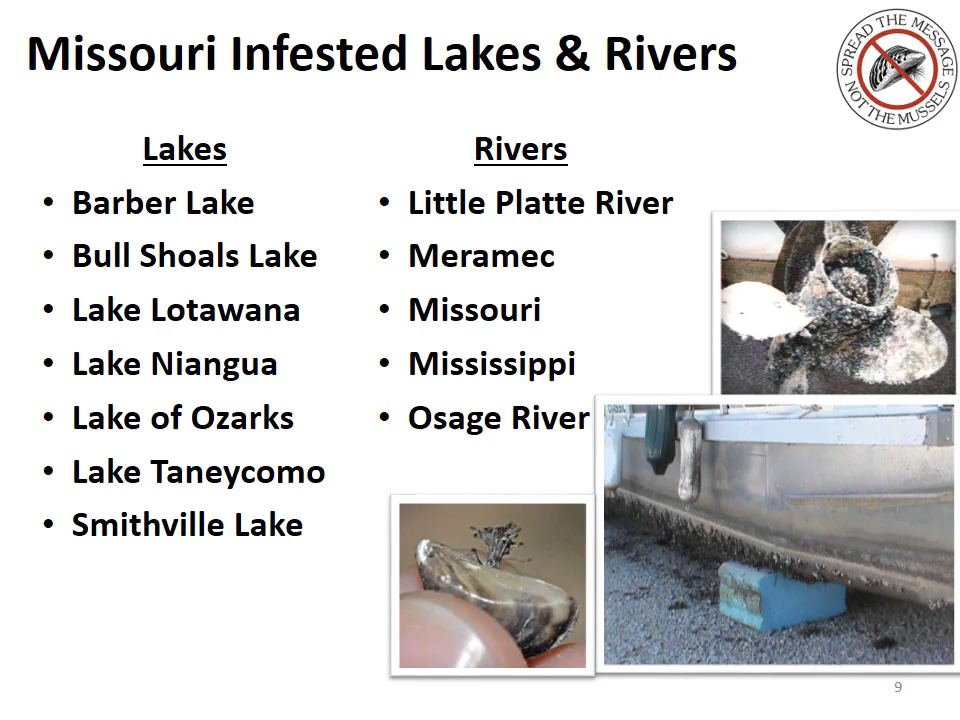 Missouri Infested Lakes & Rivers
SPREAD THE MESSAGE
NOT THE MUSSELS
Lakes
• Barber Lake
• Bull Shoals Lake
• Lake Lotawana
• Lake Niangua
• Lake of Ozarks
• Lake Taneycomo
• Smithville Lake
Rivers
• Little Platte River
• Meramec
• Missouri
• Mississippi
• Osage River
CLASSIC
9